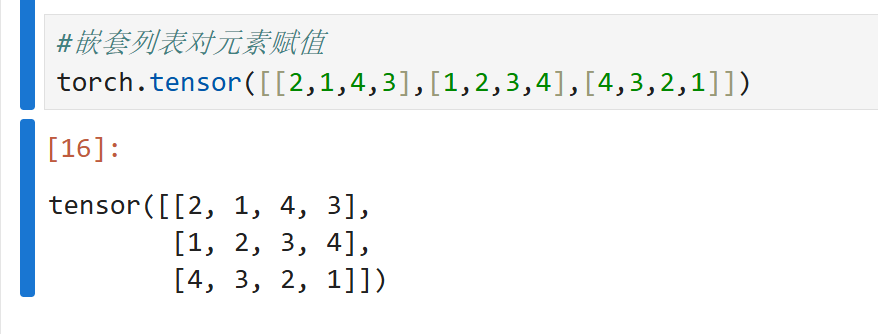 #嵌套列表对元素赋值
torch.tensor([[2,1,4,3],[1,2,3,4],[4,3,2,1]])
[16]:
tensor([[2, 1, 4, 3],
        [1, 2, 3, 4],
        [4, 3, 2, 1]])